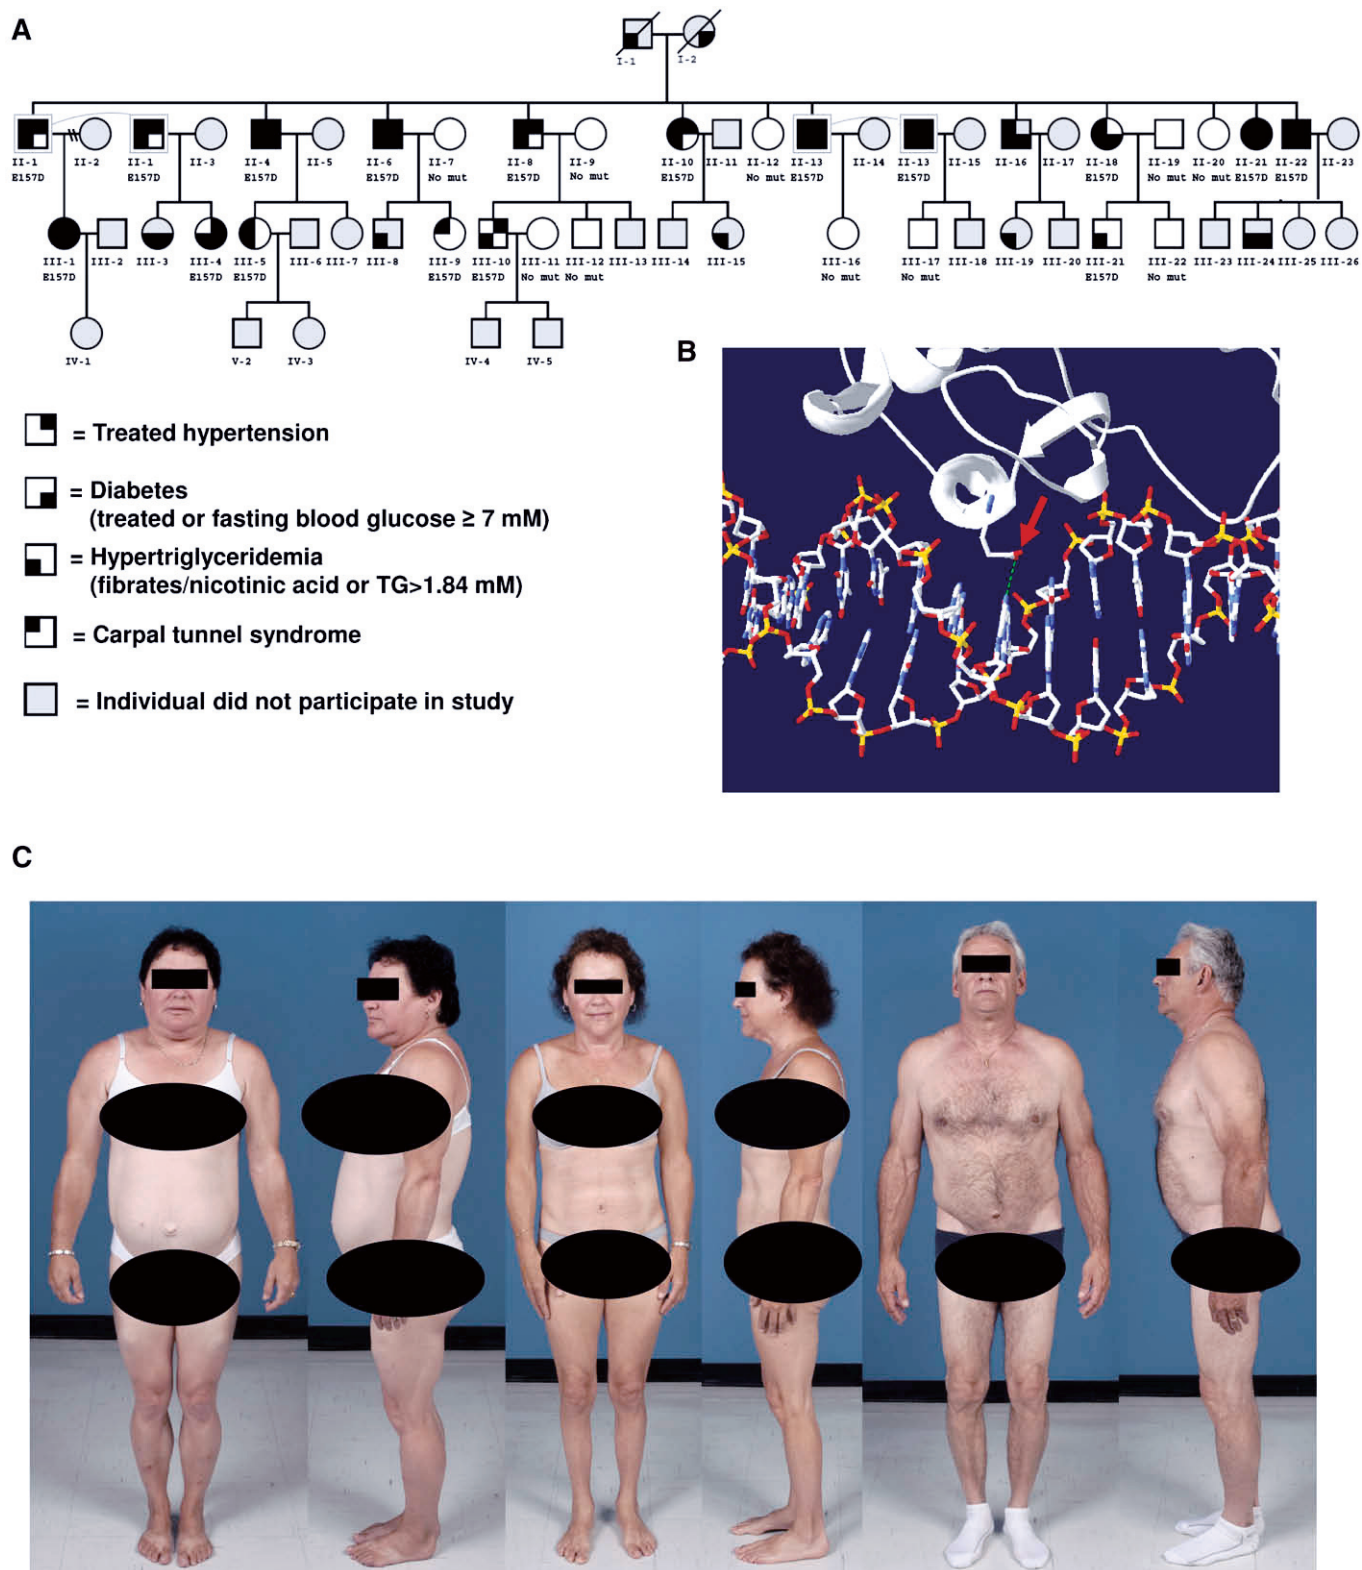 A
I-1 I-2
II-1 II-2 II-1 II-3 II-4 II-5 II-6 II-7 II-8 II-9 II-10 II-11 II-12 II-13 II-14 II-13 II-15 II-16 II-17 II-18 II-19 II-20 II-21 II-22 II-23
E157D E157D E157D E157D No mut E157D No mut E157D No mut E157D E157D E157D No mut No mut E157D E157D
III-1 III-2 III-3 III-4 III-5 III-6 III-7 III-8 III-9 III-10 III-11 III-12 III-13 III-14 III-15 III-16 III-17 III-18 III-19 III-20 III-21 III-22 III-23 III-24 III-25 III-26
E157D E157D E157D E157D E157D No mut No mut No mut No mut E157D No mut
IV-1 V-2 IV-3 IV-4 IV-5
B
= Treated hypertension
= Diabetes
(treated or fasting blood glucose ≥ 7 mM)
= Hypertriglyceridemia
(fibrates/nicotinic acid or TG>1.84 mM)
= Carpal tunnel syndrome
= Individual did not participate in study
C